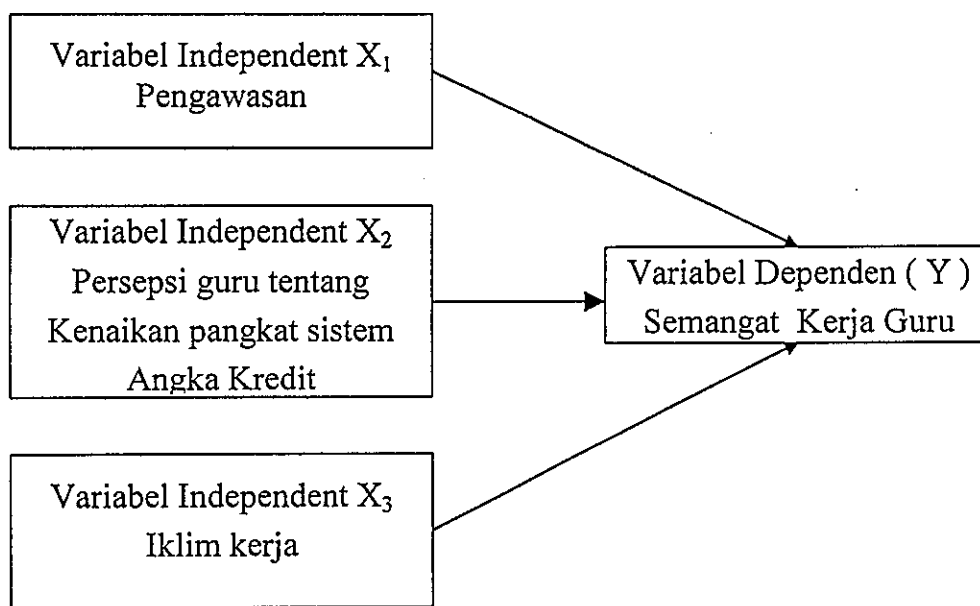 Variabel Independent X₁
Pengawasan
Variabel Independent X₂
Persepsi guru tentang
Kenaikan pangkat sistem
Angka Kredit
Variabel Dependen ( Y )
Semangat Kerja Guru
Variabel Independent X₃
Iklim kerja